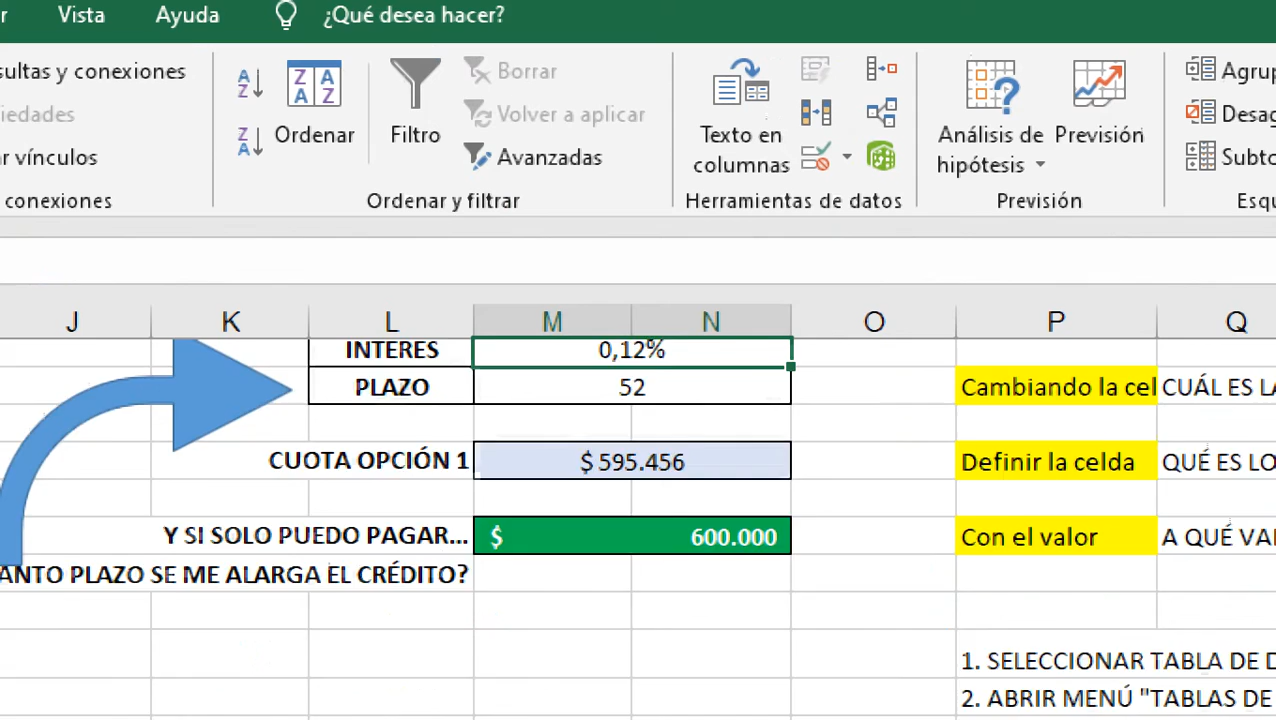 Vista Ayuda ¿Qué desea hacer?
sultas y conexiones
iedades
r vínculos
conexiones
Ordenar
Filtro
Borrar
Volver a aplicar
Avanzadas
Ordenar y filtrar
Texto en
columnas
Herramientas de datos
Análisis de
hipótesis
Previsión
Previsión
Agrup
Desag
Subto
Esqu
J K L M N O P Q
INTERES 0,12%
PLAZO 52 Cambiando la cel CUÁL ES LA
CUOTA OPCIÓN 1 $ 595.456 Definir la celda QUÉ ES LO
Y SI SOLO PUEDO PAGAR... $ 600.000 Con el valor A QUÉ VA
ANTO PLAZO SE ME ALARGA EL CRÉDITO?
1. SELECCIONAR TABLA DE D
2. ABRIR MENÚ "TABLAS DE